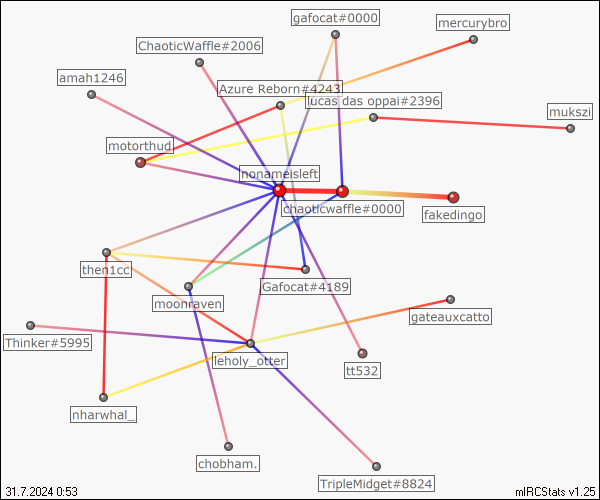 gafocat#0000
mercurybro
ChaoticWaffle#2006
amah1246
Azure Reborn#4243
lucas das oppai#2396
mukszi
motorthud
nonameisleft
chaoticwaffle#0000
fakedingo
then1cc
moonraven
Gafocat#4189
gateauxcatto
Thinker#5995
leholy_otter
tt532
nharwhal_
chobham.
TripleMidget#8824
31.7.2024 0:53
mIRCStats v1.25